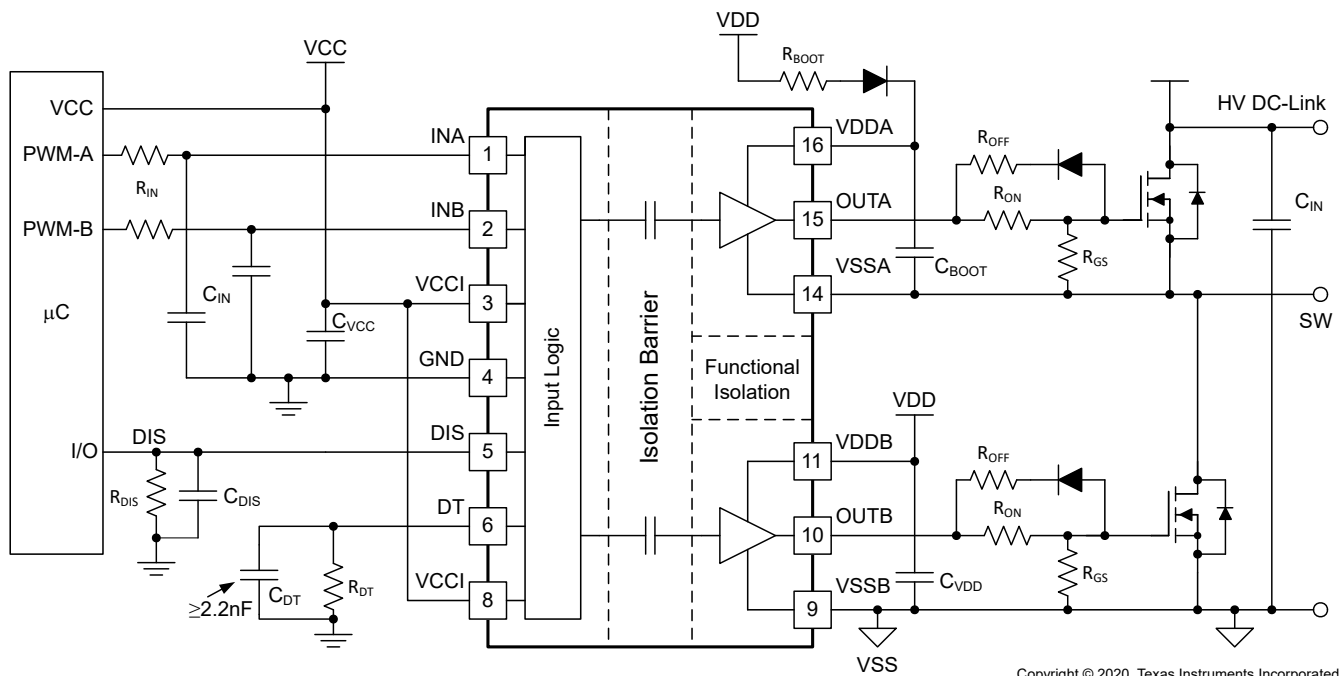 VDD
VCC
R_BOOT
VCC
PWM-A
R_IN
PWM-B
μC
I/O
DIS
R_DIS
C_DIS
C_IN
C_VCC
≥2.2nF
C_DT
R_DT
INA
1
INB
2
VCCI
3
GND
4
DIS
5
DT
6
VCCI
8
Input Logic
Isolation Barrier
Functional
Isolation
VDDA
16
OUTA
15
VSSA
14
VDDB
11
OUTB
10
VSSB
9
C_BOOT
R_OFF
R_ON
R_GS
HV DC-Link
C_IN
SW
VDD
R_OFF
R_ON
R_GS
C_VDD
VSS
Copyright © 2020, Texas Instruments Incorporated